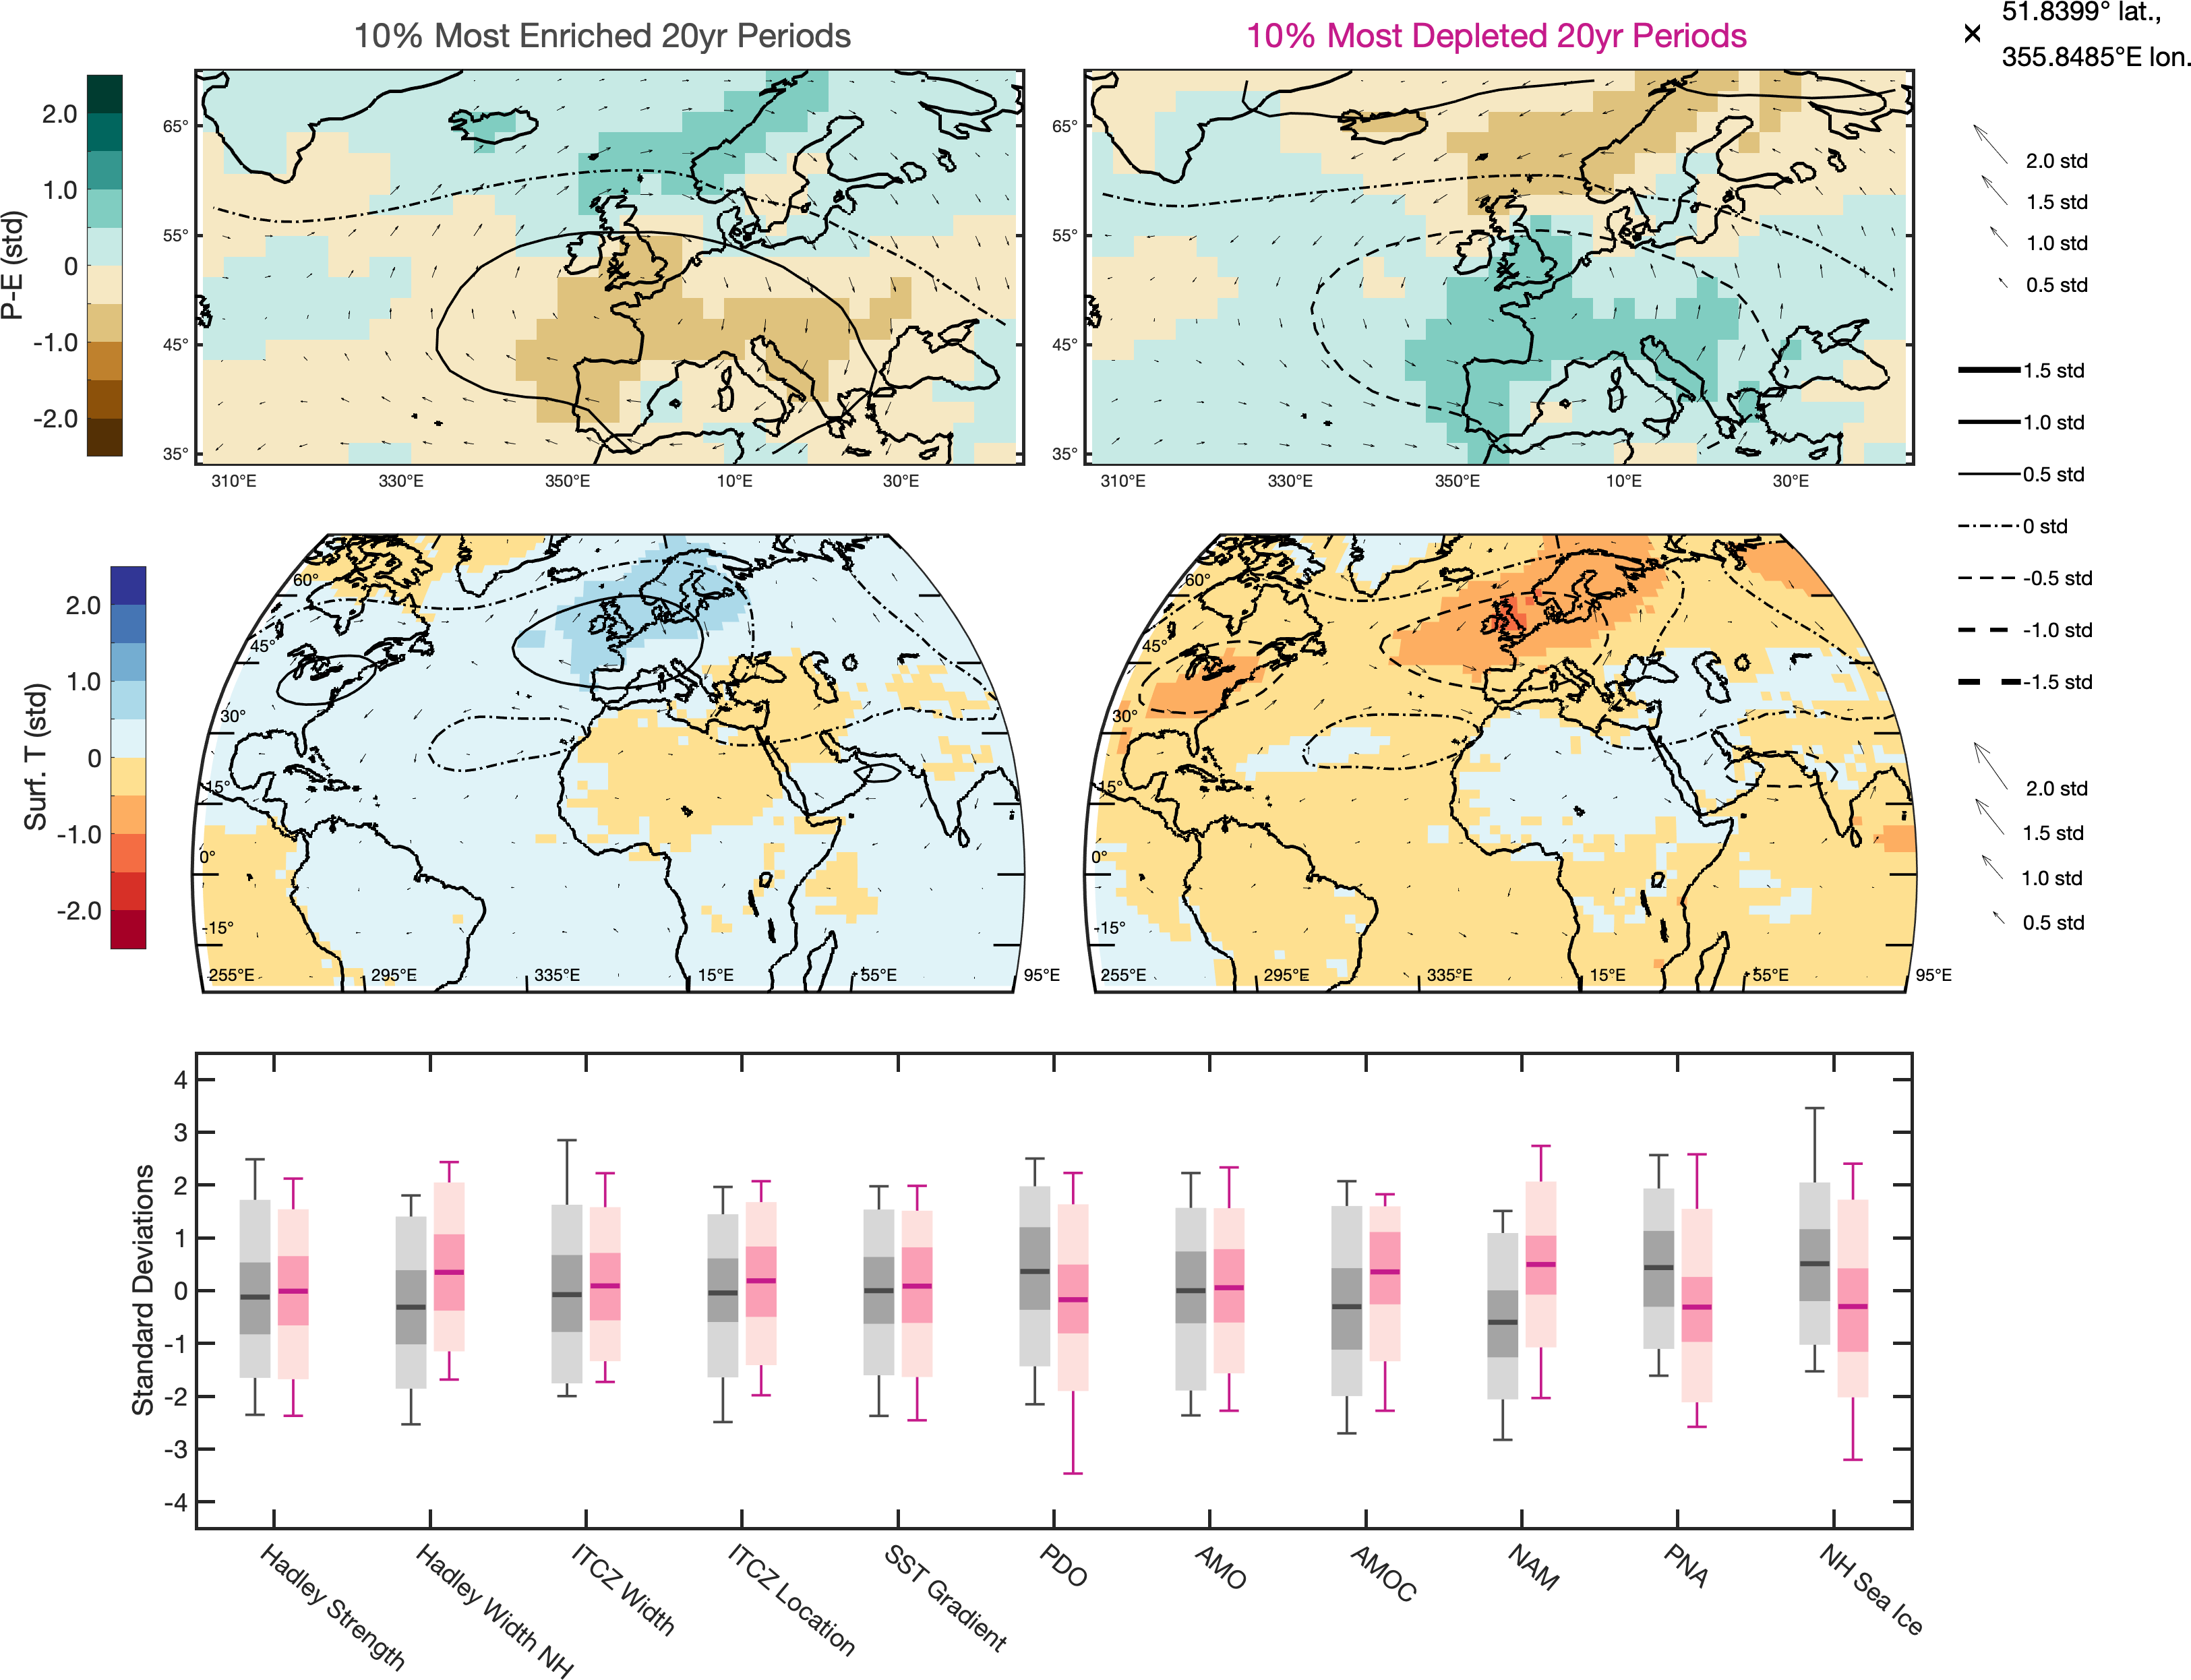 10% Most Enriched 20yr Periods
10% Most Depleted 20yr Periods
51.8399° lat.,
355.8485°E lon.
P-E (std)
2.0
1.0
0
-1.0
-2.0
65°
55°
45°
35°
310°E
330°E
350°E
10°E
30°E
65°
55°
45°
35°
310°E
330°E
350°E
10°E
30°E
2.0 std
1.5 std
1.0 std
0.5 std
1.5 std
1.0 std
0.5 std
0 std
-0.5 std
-1.0 std
-1.5 std
2.0 std
1.5 std
1.0 std
0.5 std
Surf. T (std)
2.0
1.0
0
-1.0
-2.0
60°
45°
30°
15°
0°
-15°
255°E
295°E
335°E
15°E
55°E
95°E
60°
45°
30°
15°
0°
-15°
255°E
295°E
335°E
15°E
55°E
95°E
Standard Deviations
4
3
2
1
0
-1
-2
-3
-4
Hadley Strength
Hadley Width NH
ITCZ Width
ITCZ Location
SST Gradient
PDO
AMO
AMOC
NAM
PNA
NH Sea Ice